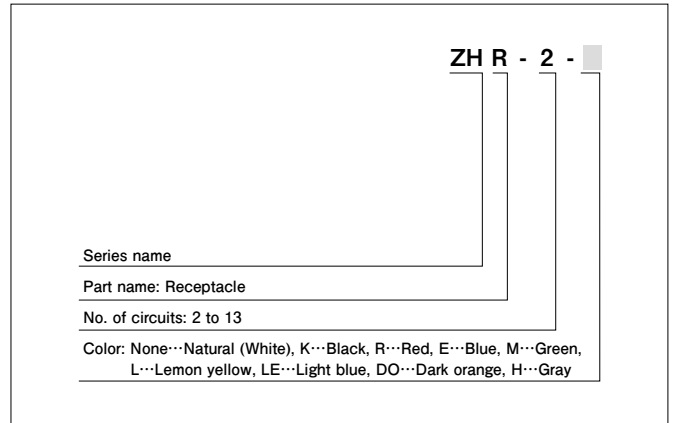 ZH R - 2 -
Series name
Part name: Receptacle
No. of circuits: 2 to 13
Color: None···Natural (White), K···Black, R···Red, E···Blue, M···Green,
L···Lemon yellow, LE···Light blue, DO···Dark orange, H···Gray